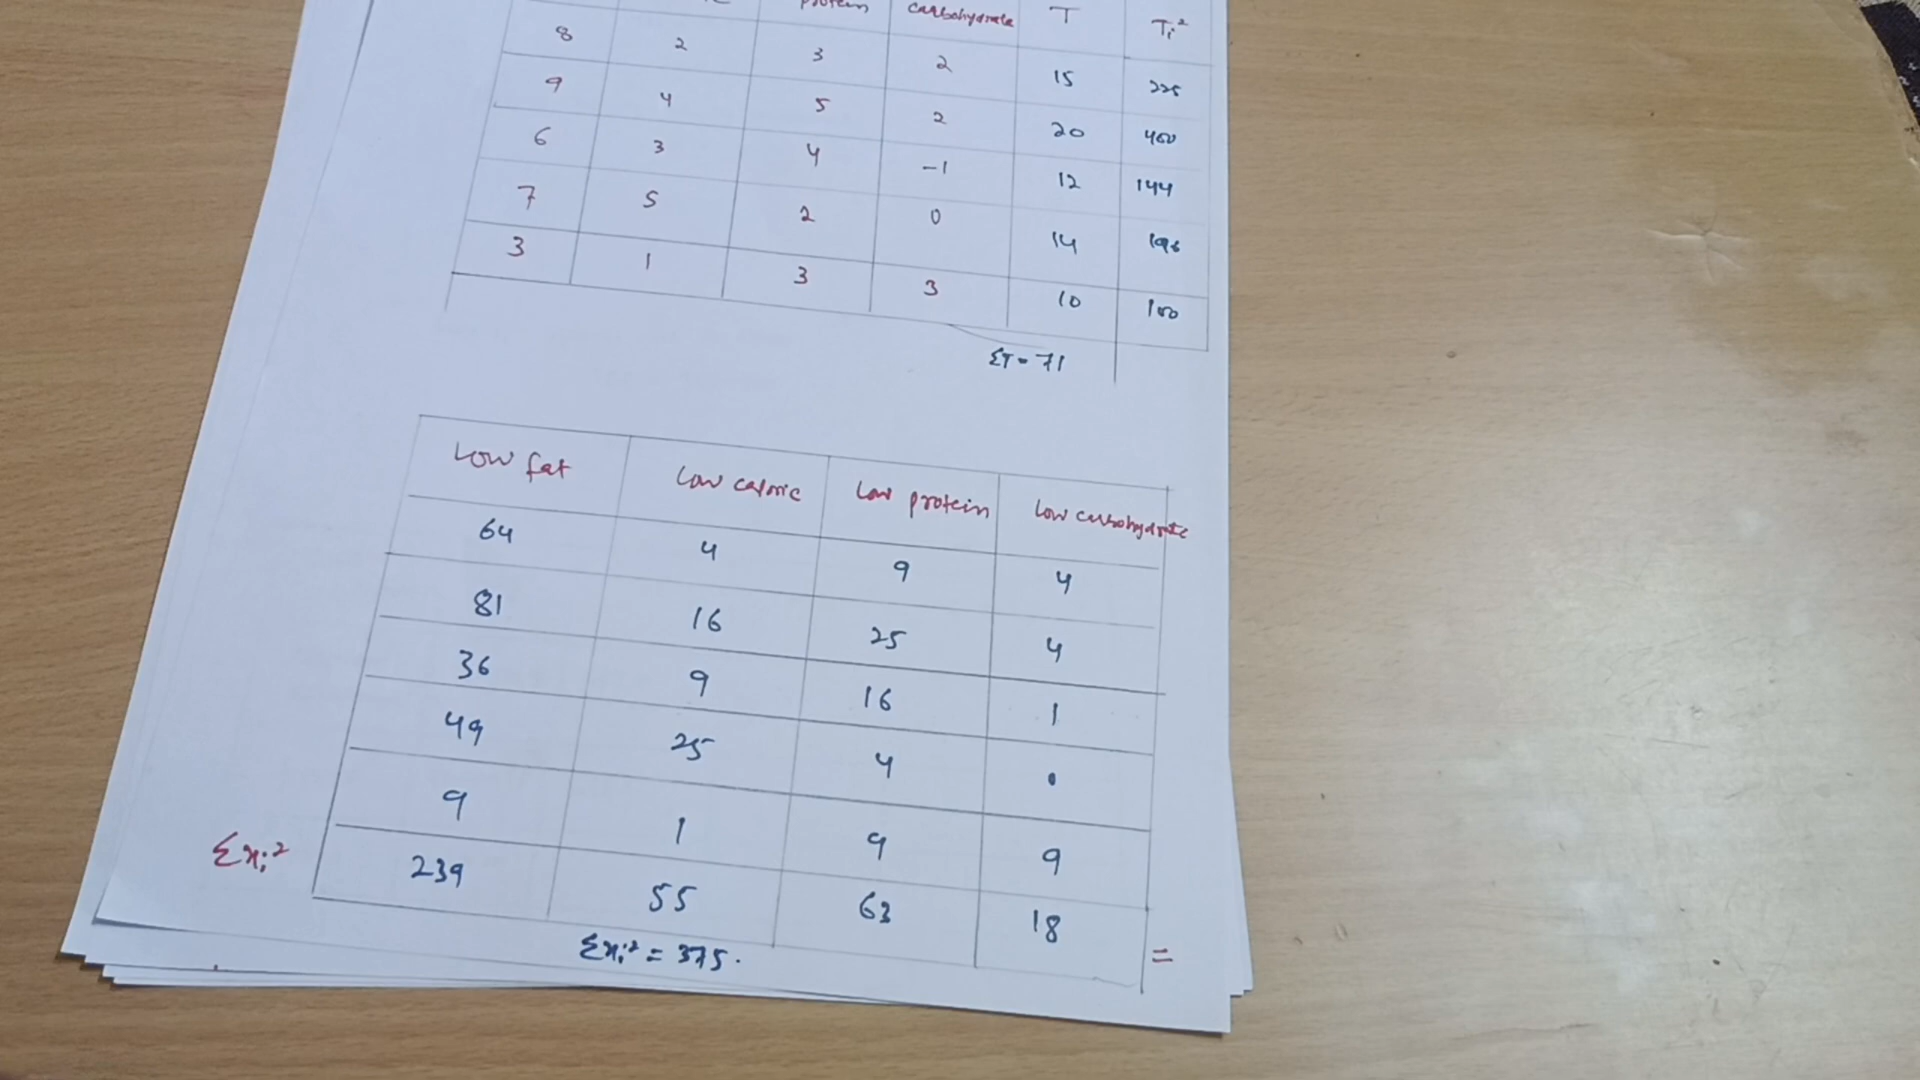 protein carbohydrate T Ti²
8 2 3 2 15 225
9 4 5 2 20 400
6 3 4 -1 12 144
7 5 2 0 14 196
3 1 3 3 10 100
ΣT = 71
Low fat Low caloric Low protein Low carbohydrate
64 4 9 4
81 16 25 4
36 9 16 1
49 25 4 0
9 1 9 9
Σxi² 239 55 63 18 =
Σxi² = 375.